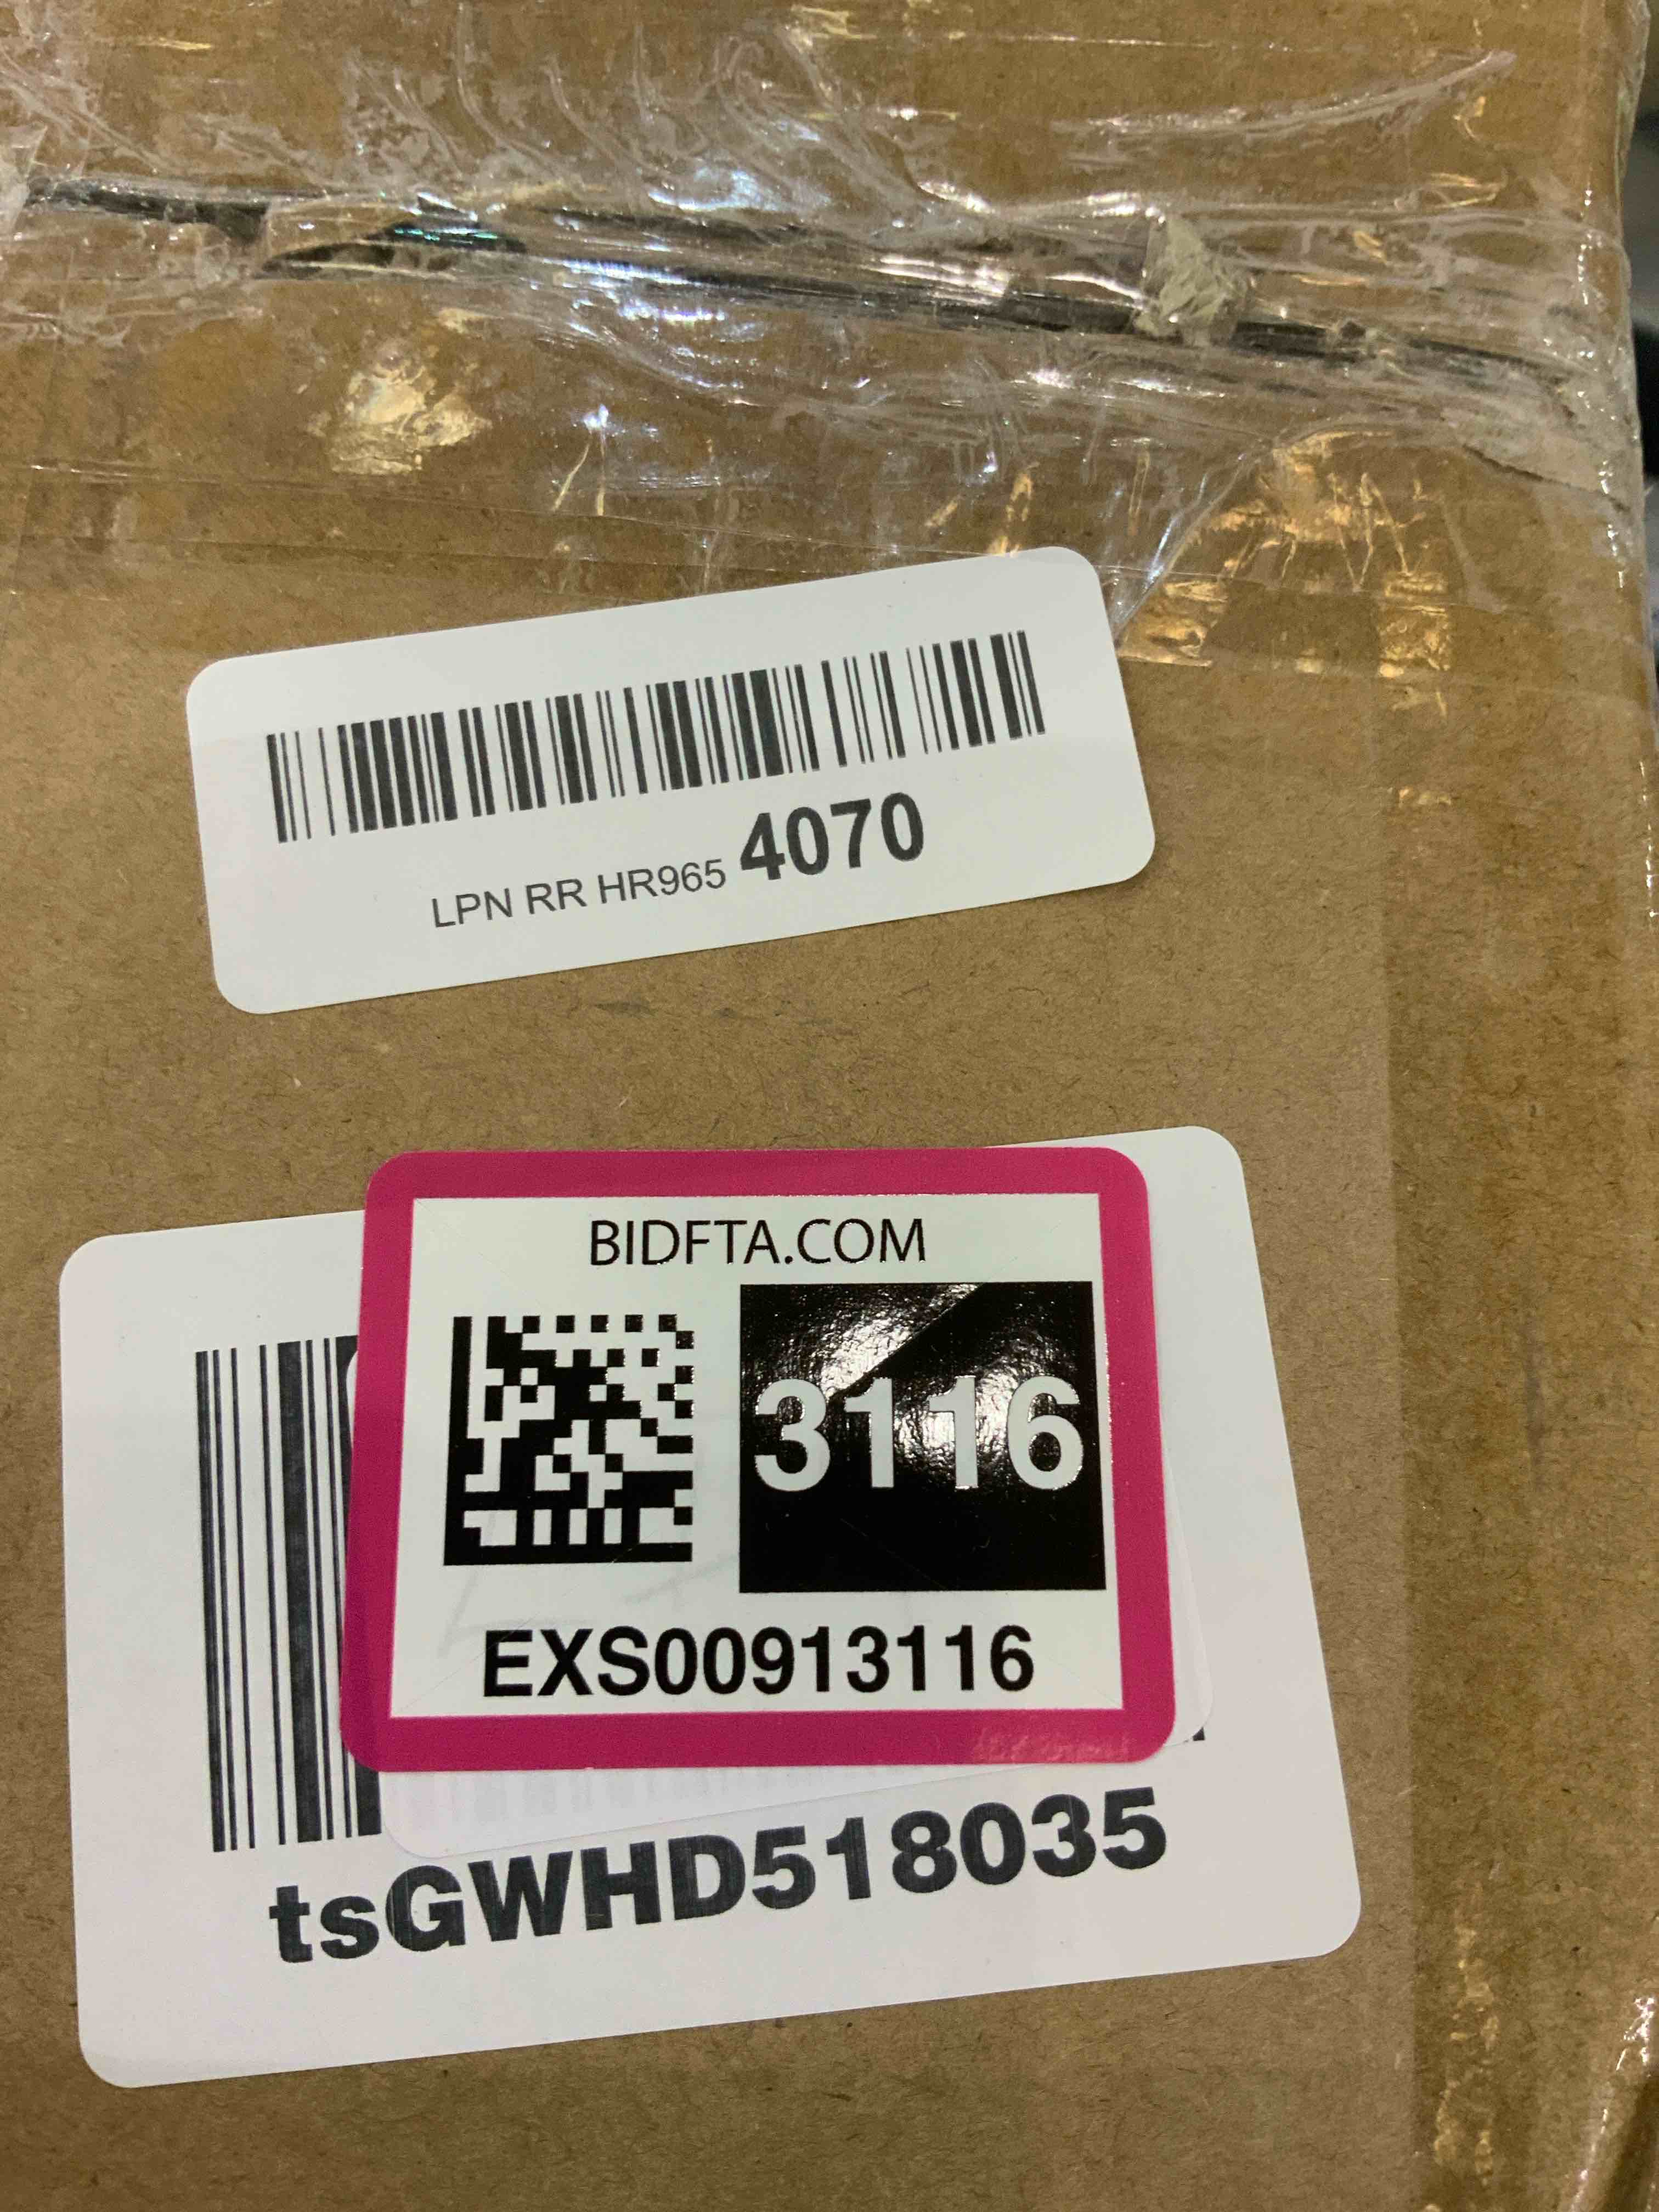 LPN RR HR965 4070
BIDFTA.COM
3116
EXS00913116
tsGWHD518035